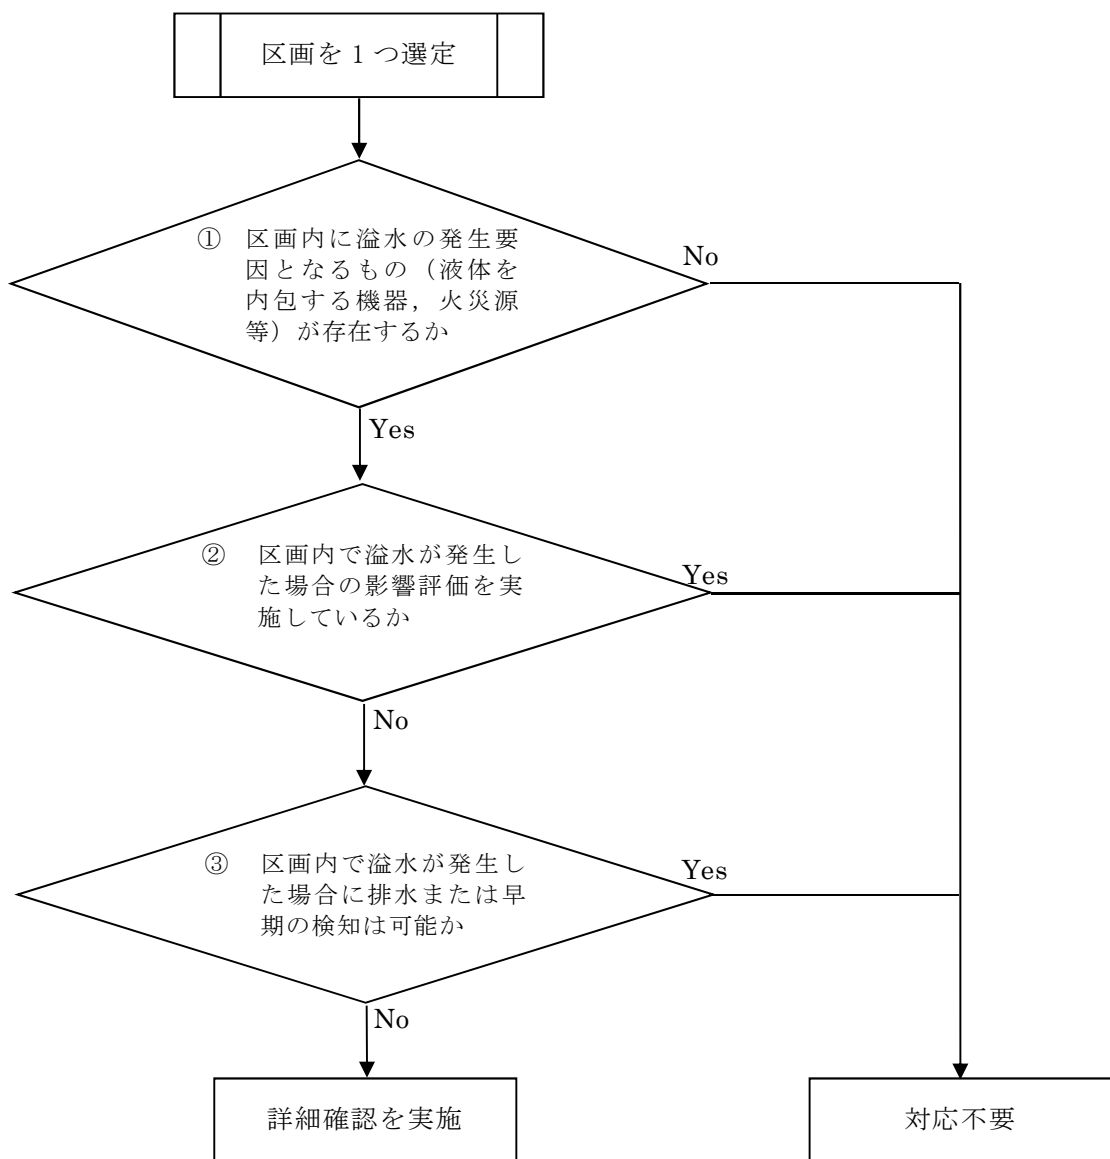 区画を1つ選定
① 区画内に溢水の発生要
因となるもの（液体を
内包する機器，火災源
等）が存在するか
No
Yes
② 区画内で溢水が発生し
た場合の影響評価を実
施しているか
Yes
No
③ 区画内で溢水が発生し
た場合に排水または早
期の検知は可能か
Yes
No
詳細確認を実施
対応不要